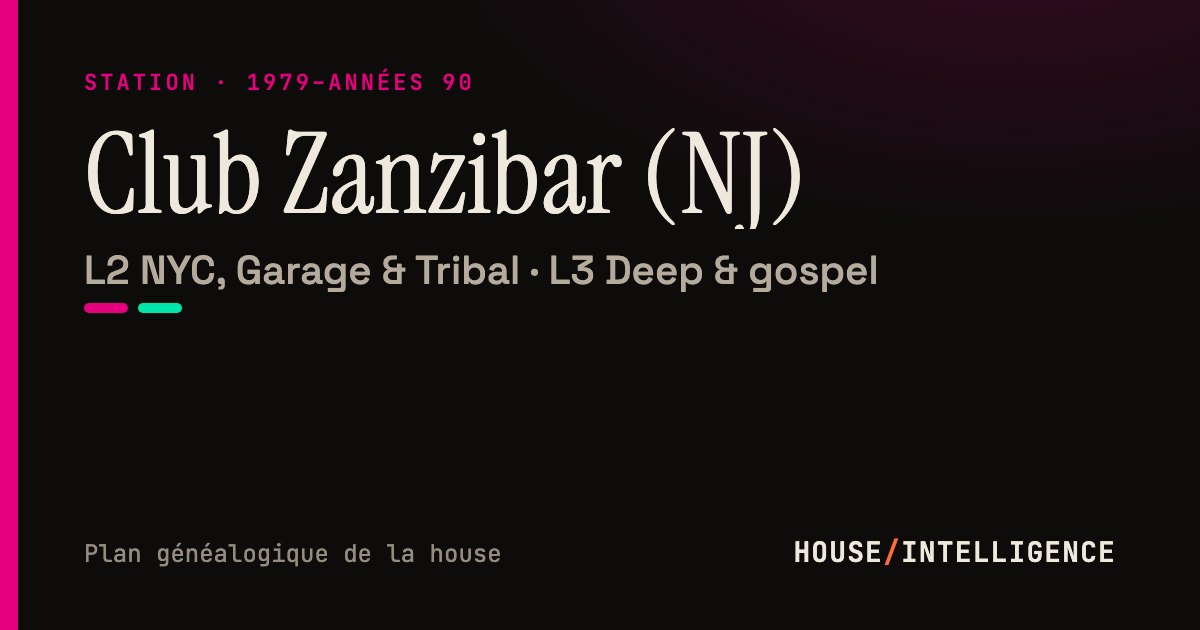 STATION · 1979–ANNÉES 90
Club Zanzibar (NJ)
L2 NYC, Garage & Tribal · L3 Deep & gospel
Plan généalogique de la house
HOUSE/INTELLIGENCE